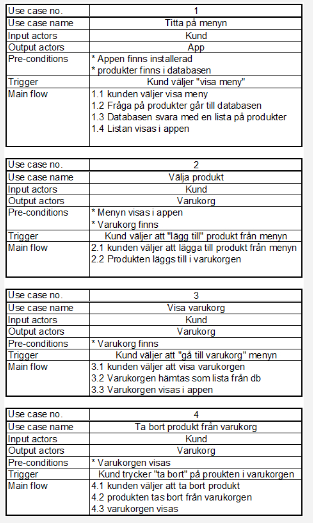 Use case no. 1
Use case name Titta på menyn
Input actors Kund
Output actors App
Pre-conditions * Appen finns installerad
* produkter finns i databasen
Trigger Kund väljer "visa meny"
Main flow 1.1 kunden väljer visa meny
1.2 Fråga på produkter går till databasen
1.3 Databasen svara med en lista på produkter
1.4 Listan visas i appen
Use case no. 2
Use case name Välja produkt
Input actors Kund
Output actors Varukorg
Pre-conditions * Menyn visas i appen
* Varukorg finns
Trigger Kund väljer att "lägg till" produkt från menyn
Main flow 2.1 kunden väljer att lägga till produkt från menyn
2.2 Produkten läggs till i varukorgen
Use case no. 3
Use case name Visa varukorg
Input actors Kund
Output actors Varukorg
Pre-conditions * Varukorg finns
Trigger Kund väljer att "gå till varukorg" menyn
Main flow 3.1 kunden väljer att visa varukorgen
3.2 Varukorgen hämtas som lista från db
3.3 Varukorgen visas i appen
Use case no. 4
Use case name Ta bort produkt från varukorg
Input actors Kund
Output actors Varukorg
Pre-conditions * Varukorgen visas
Trigger Kund trycker "ta bort" på proukten i varukorgen
Main flow 4.1 kunden väljer att ta bort produkt
4.2 produkten tas bort från varukorgen
4.3 varukorgen visas